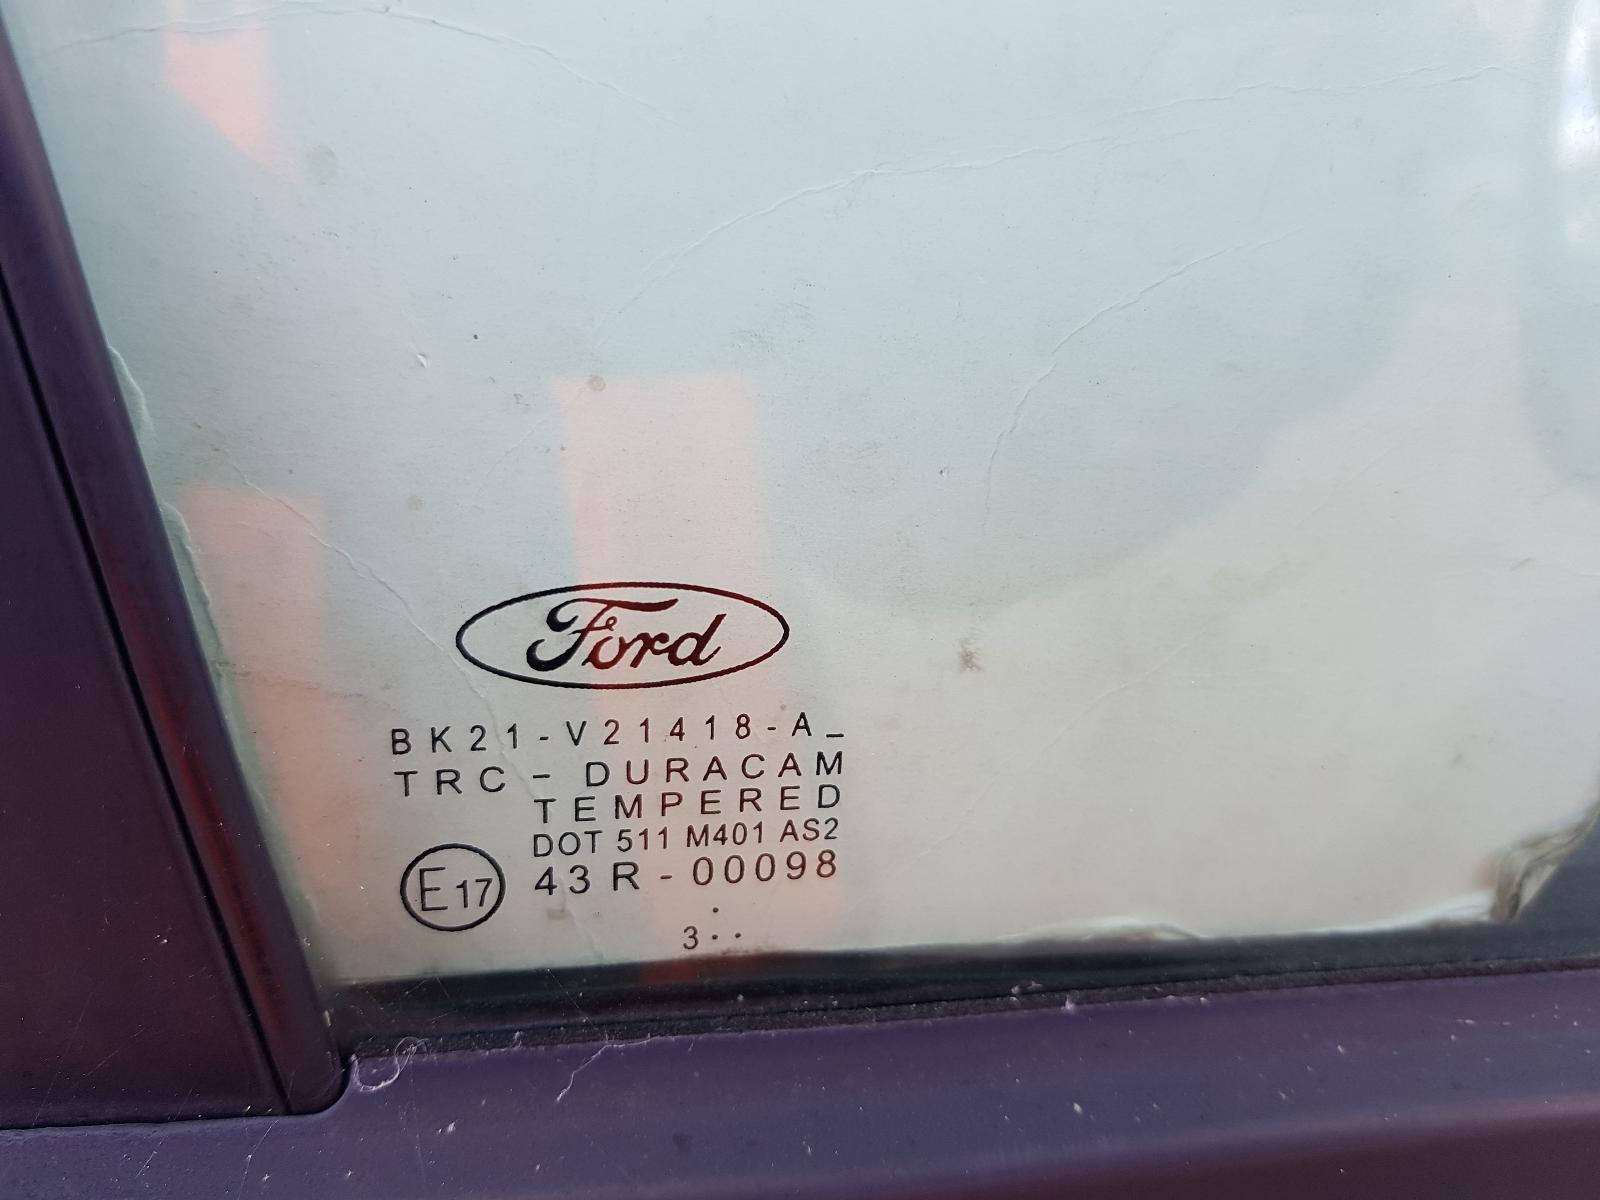 Ford
BK21-V21418-A_
TRC - DURACAM
TEMPERED
DOT 511 M401 AS2
E17 43R-00098
.
3..